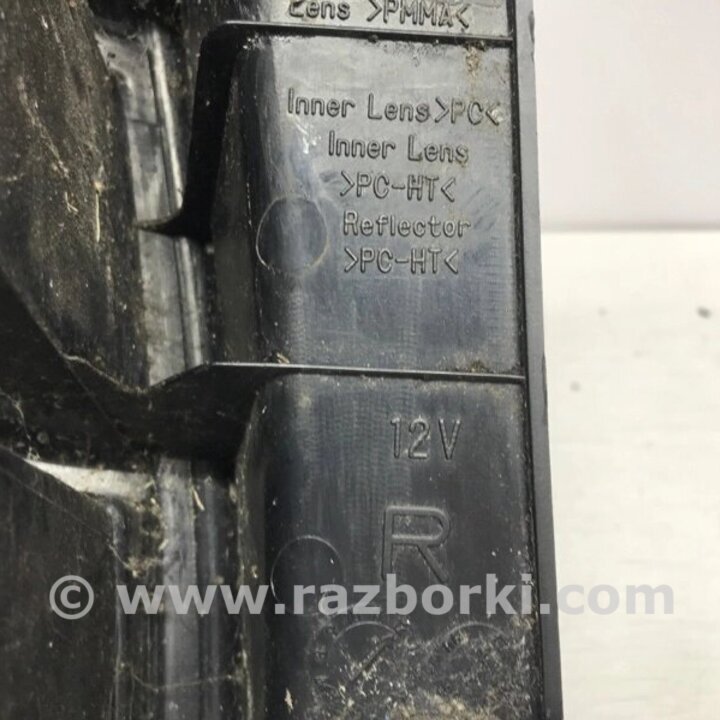 Lens >PMMA<
Inner Lens>PC<
Inner Lens
>PC-HT<
Reflector
>PC-HT<
12V
R
© www.razborki.com